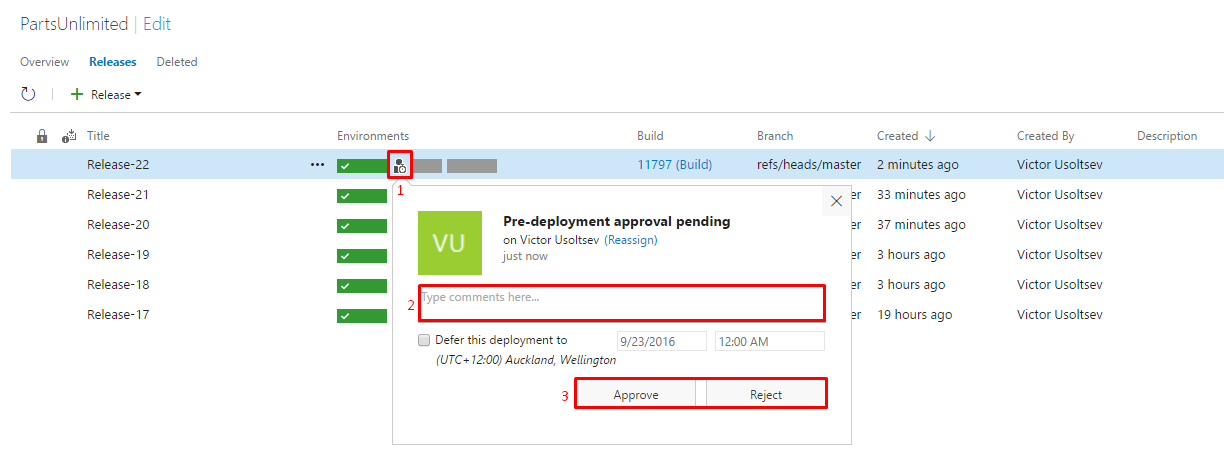 PartsUnlimited | Edit
Overview Releases Deleted
+ Release
Title Environments Build Branch Created ↓ Created By Description
Release-22 ... 11797 (Build) refs/heads/master 2 minutes ago Victor Usoltsev
1
Release-21 er 33 minutes ago Victor Usoltsev
Release-20 er 37 minutes ago Victor Usoltsev
Release-19 er 3 hours ago Victor Usoltsev
Release-18 er 3 hours ago Victor Usoltsev
Release-17 er 19 hours ago Victor Usoltsev
VU
Pre-deployment approval pending
on Victor Usoltsev (Reassign)
just now
2 Type comments here...
Defer this deployment to 9/23/2016 12:00 AM
(UTC+12:00) Auckland, Wellington
3 Approve Reject